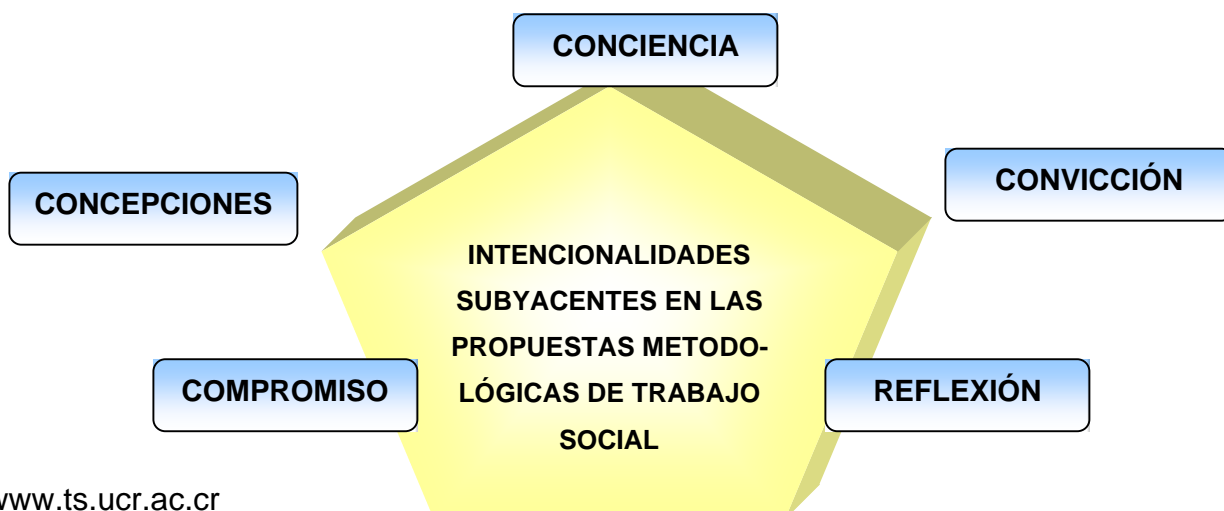 CONCIENCIA
CONVICCIÓN
CONCEPCIONES
INTENCIONALIDADES
SUBYACENTES EN LAS
PROPUESTAS METODO-
LÓGICAS DE TRABAJO
SOCIAL
COMPROMISO
REFLEXIÓN
www.ts.ucr.ac.cr